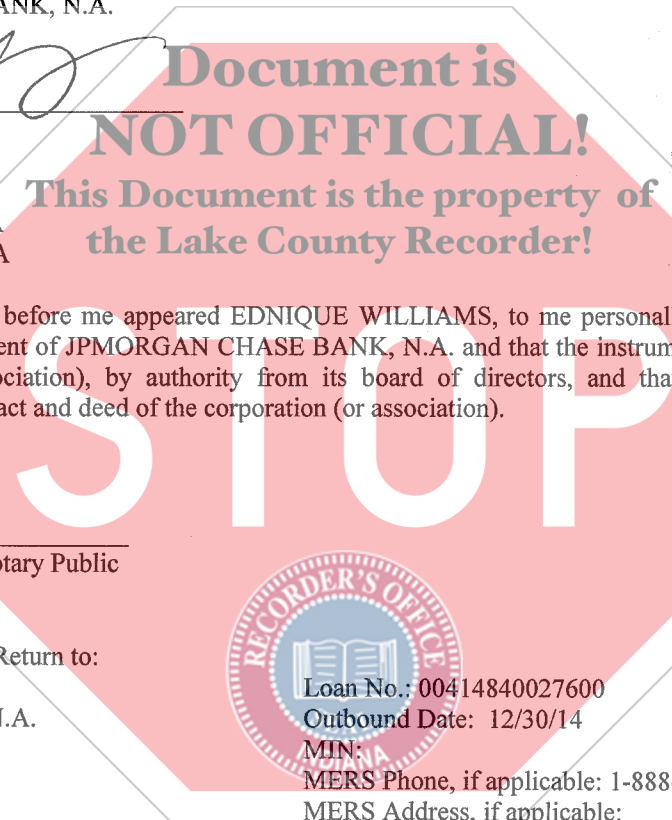 ANK, N.A.
Document is
NOT OFFICIAL!
This Document is the property of
the Lake County Recorder!
A
before me appeared EDNIQUE WILLIAMS, to me personal
ent of JPMORGAN CHASE BANK, N.A. and that the instrum
ociation), by authority from its board of directors, and tha
act and deed of the corporation (or association).
STOP
otary Public
RECORDER'S OFFICE
Return to:
Loan No.: 00414840027600
N.A.
Outbound Date: 12/30/14
MIN:
INDIANA
MERS Phone, if applicable: 1-888
MERS Address, if applicable: